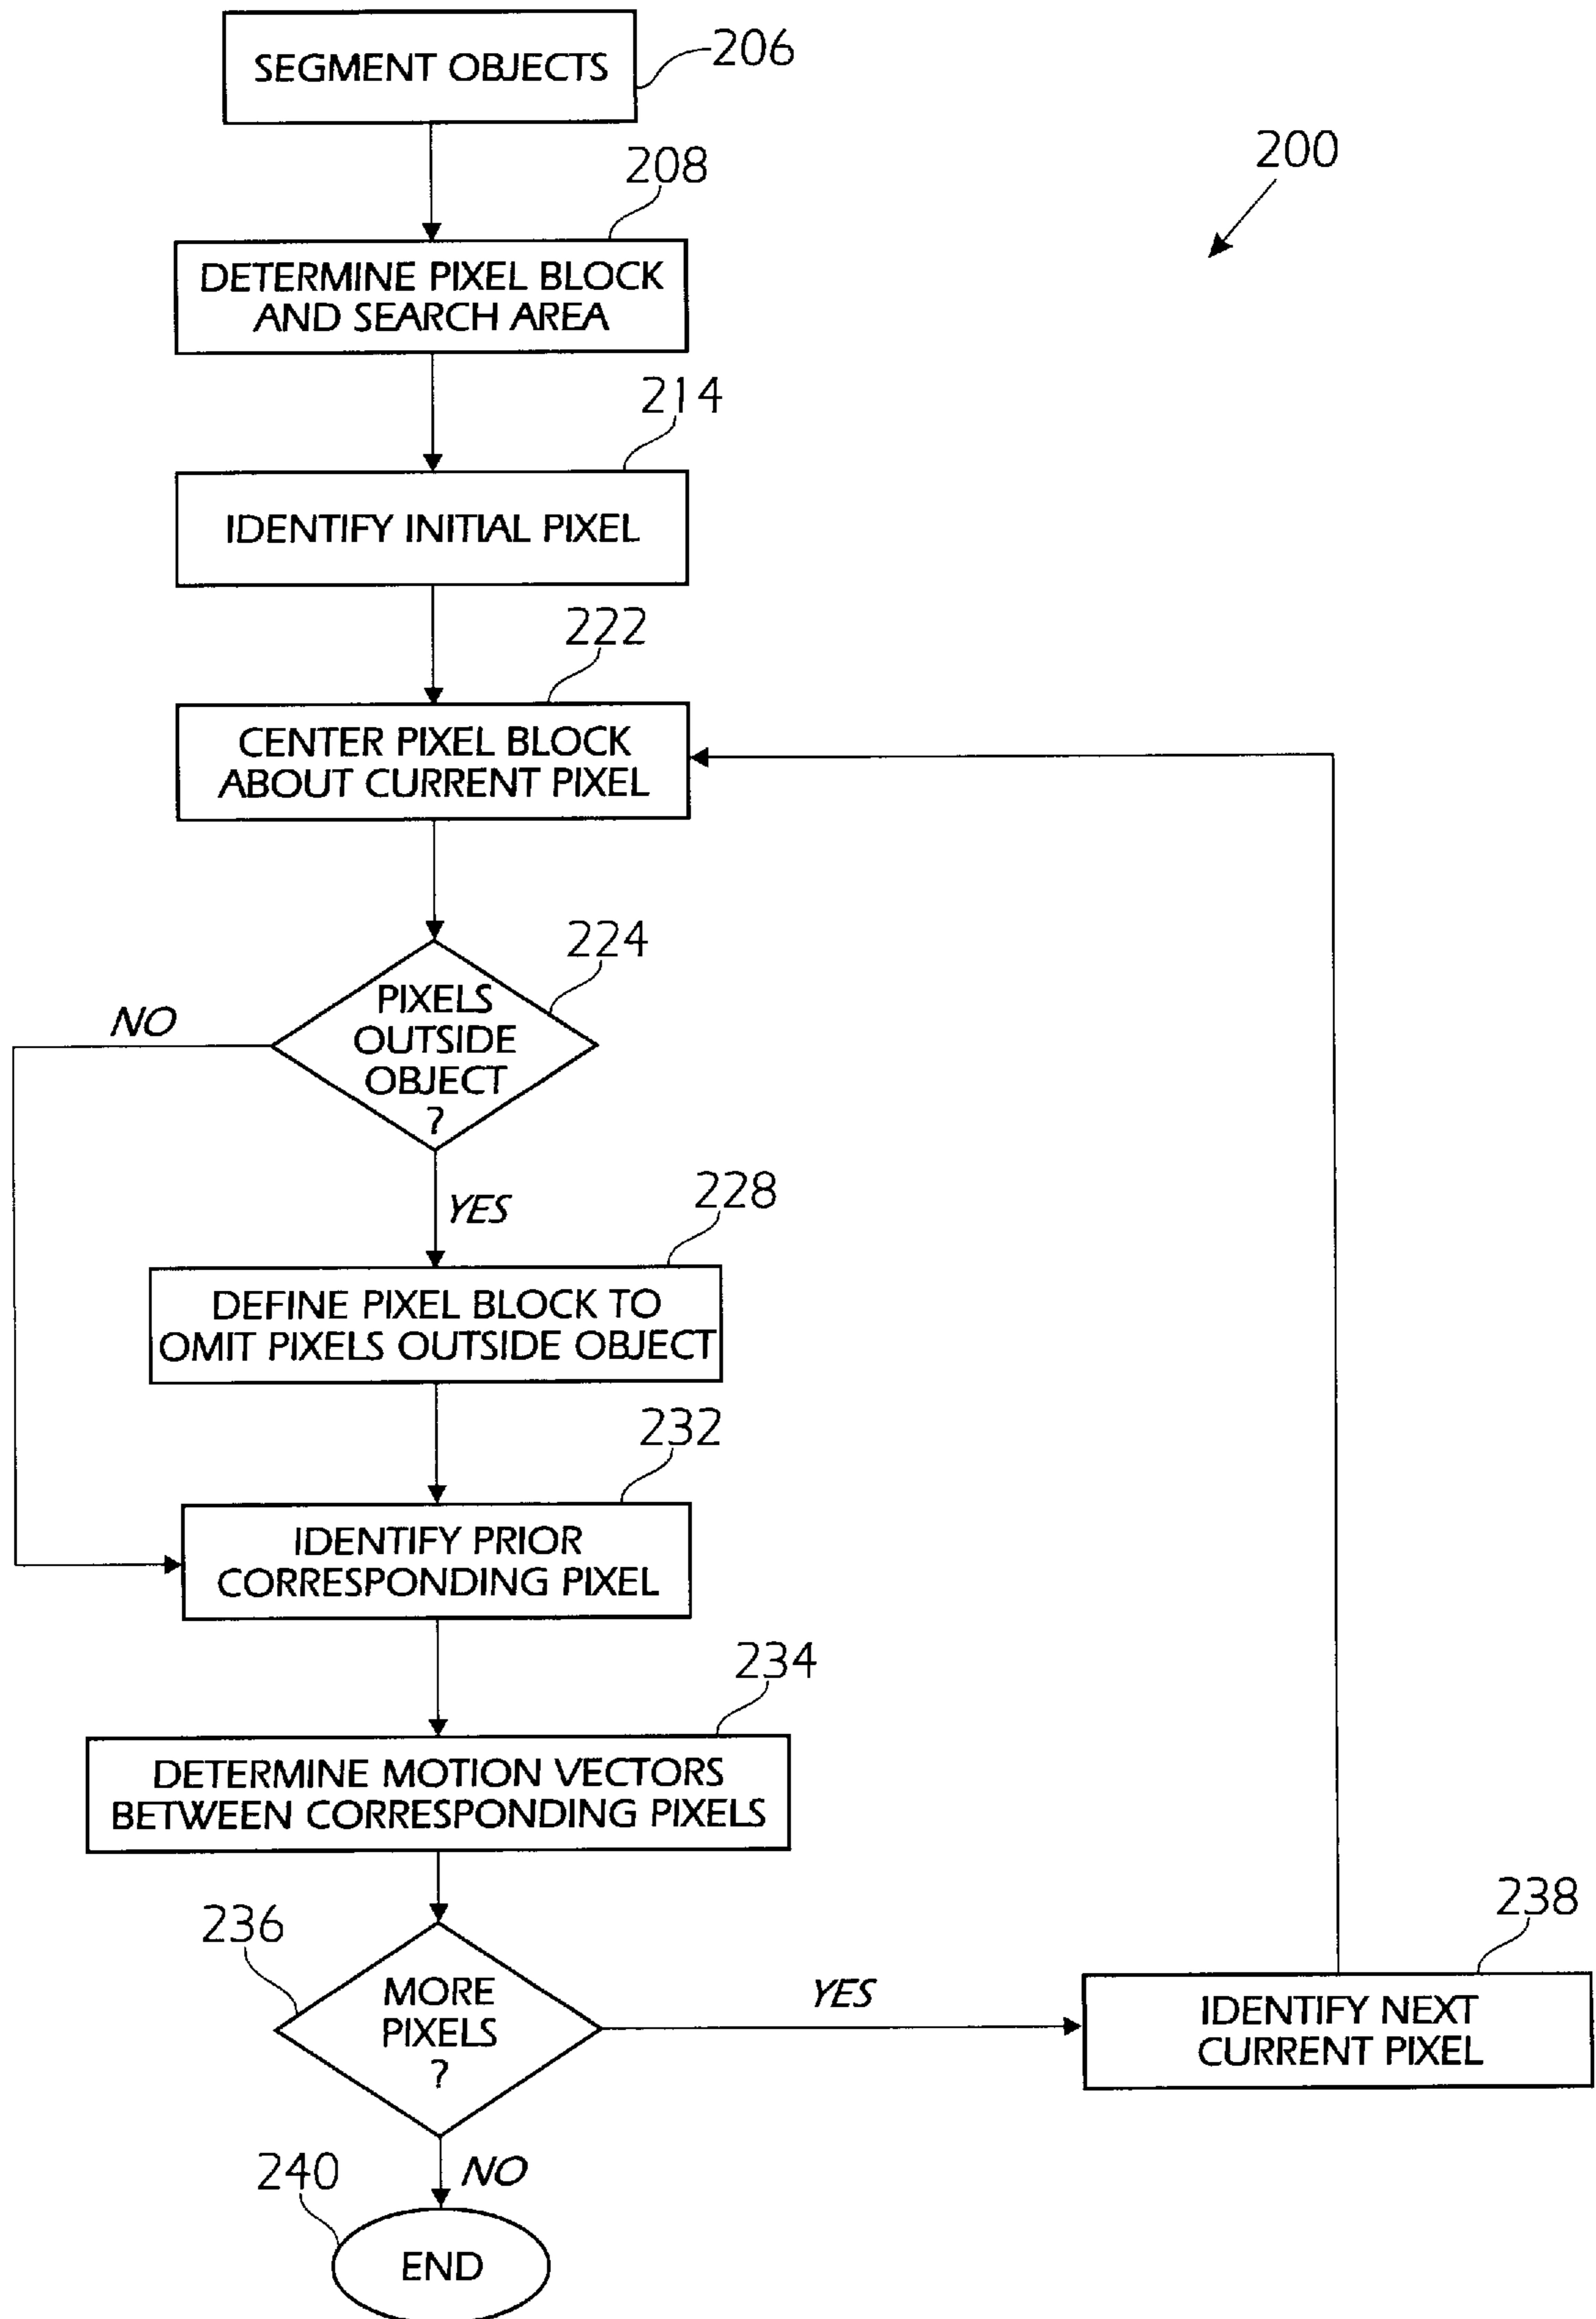 SEGMENT OBJECTS
206
200
208
DETERMINE PIXEL BLOCK
AND SEARCH AREA
214
IDENTIFY INITIAL PIXEL
222
CENTER PIXEL BLOCK
ABOUT CURRENT PIXEL
224
PIXELS
OUTSIDE
OBJECT
?
NO
YES
228
DEFINE PIXEL BLOCK TO
OMIT PIXELS OUTSIDE OBJECT
232
IDENTIFY PRIOR
CORRESPONDING PIXEL
234
DETERMINE MOTION VECTORS
BETWEEN CORRESPONDING PIXELS
236
MORE
PIXELS
?
YES
238
IDENTIFY NEXT
CURRENT PIXEL
NO
240
END